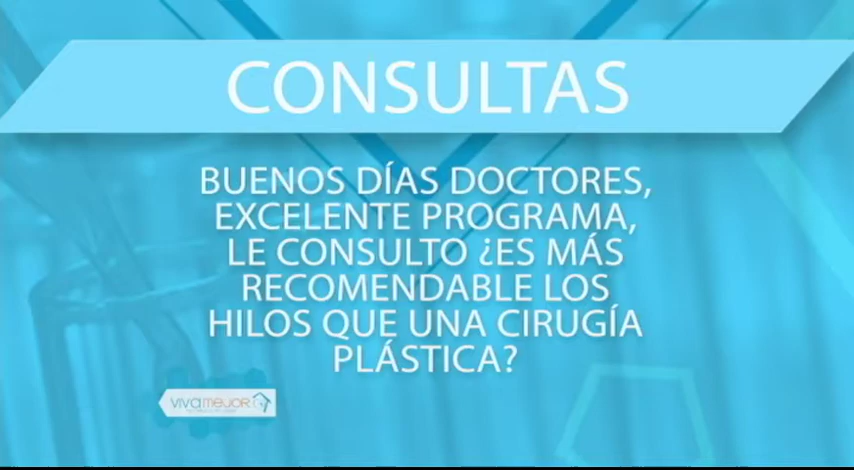 CONSULTAS
BUENOS DÍAS DOCTORES,
EXCELENTE PROGRAMA,
LE CONSULTO ¿ES MÁS
RECOMENDABLE LOS
HILOS QUE UNA CIRUGÍA
PLÁSTICA?
vivamejor